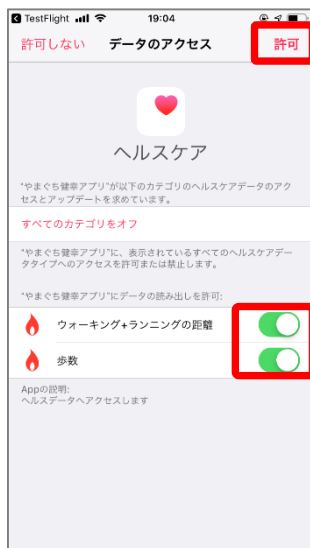 TestFlight 19:04
許可しない データのアクセス 許可
ヘルスケア
"やまぐち健幸アプリ"が以下のカテゴリのヘルスケアデータのアク
セスとアップデートを求めています。
すべてのカテゴリをオフ
"やまぐち健幸アプリ"に、表示されているすべてのヘルスケアデー
タタイプへのアクセスを許可または禁止します。
"やまぐち健幸アプリ"にデータの読み出しを許可:
ウォーキング+ランニングの距離
歩数
Appの説明:
ヘルスデータへアクセスします